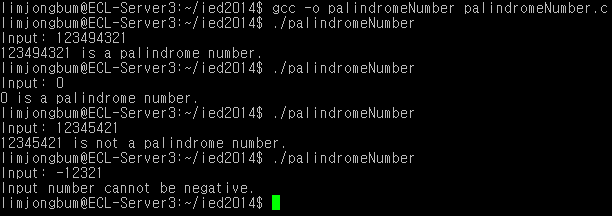 limjongbum@ECL-Server3:~/ied2014$ gcc -o palindromeNumber palindromeNumber.c
limjongbum@ECL-Server3:~/ied2014$ ./palindromeNumber
Input: 123494321
123494321 is a palindrome number.
limjongbum@ECL-Server3:~/ied2014$ ./palindromeNumber
Input: 0
0 is a palindrome number.
limjongbum@ECL-Server3:~/ied2014$ ./palindromeNumber
Input: 12345421
12345421 is not a palindrome number.
limjongbum@ECL-Server3:~/ied2014$ ./palindromeNumber
Input: -12321
Input number cannot be negative.
limjongbum@ECL-Server3:~/ied2014$